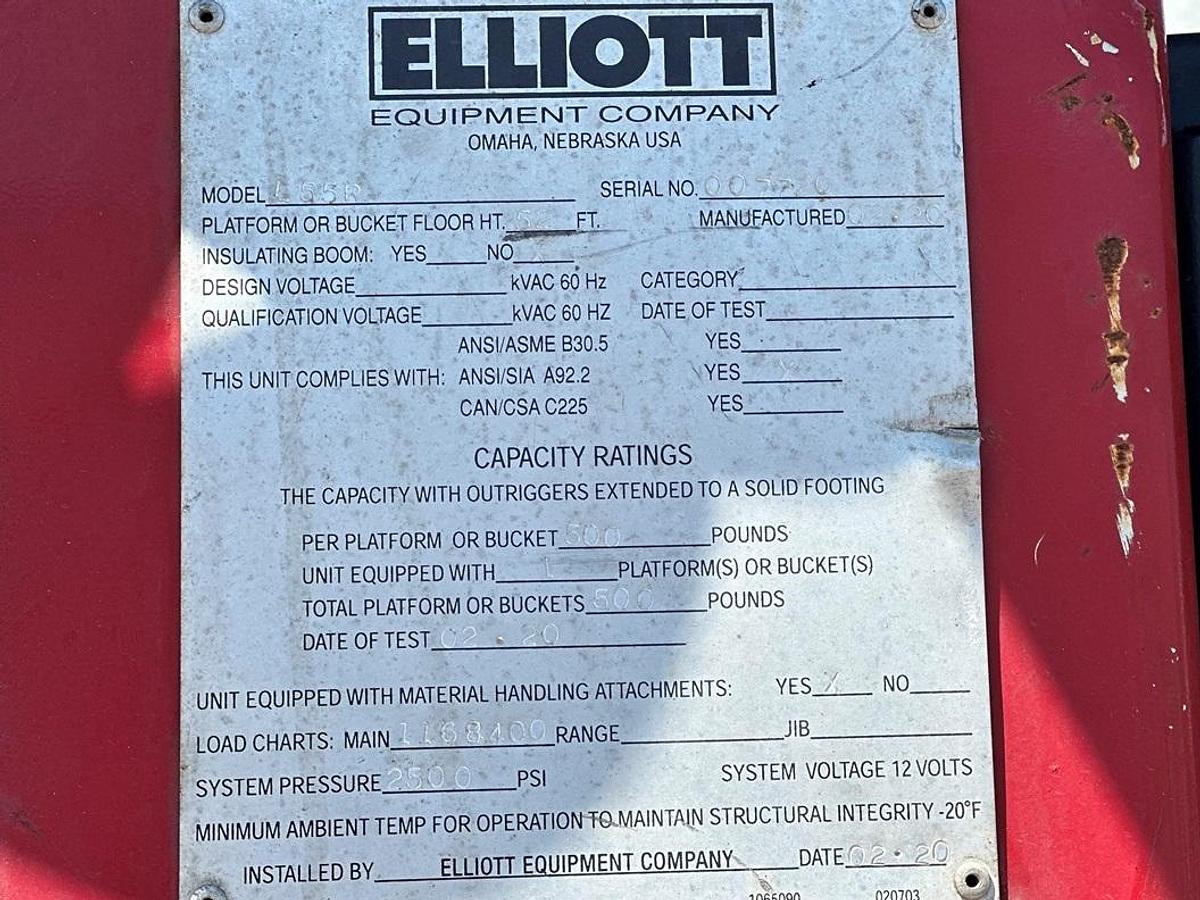 ELLIOTT
EQUIPMENT COMPANY
OMAHA, NEBRASKA USA
MODEL SERIAL NO.
PLATFORM OR BUCKET FLOOR HT. FT. MANUFACTURED
INSULATING BOOM: YES NO
DESIGN VOLTAGE kVAC 60 Hz CATEGORY
QUALIFICATION VOLTAGE kVAC 60 HZ DATE OF TEST
ANSI/ASME B30.5 YES
THIS UNIT COMPLIES WITH: ANSI/SIA A92.2 YES
CAN/CSA C225 YES
CAPACITY RATINGS
THE CAPACITY WITH OUTRIGGERS EXTENDED TO A SOLID FOOTING
PER PLATFORM OR BUCKET 500 POUNDS
UNIT EQUIPPED WITH 1 PLATFORM(S) OR BUCKET(S)
TOTAL PLATFORM OR BUCKETS 500 POUNDS
DATE OF TEST 02.20
UNIT EQUIPPED WITH MATERIAL HANDLING ATTACHMENTS: YES X NO
LOAD CHARTS: MAIN 1168400 RANGE JIB
SYSTEM PRESSURE 2500 PSI SYSTEM VOLTAGE 12 VOLTS
MINIMUM AMBIENT TEMP FOR OPERATION TO MAINTAIN STRUCTURAL INTEGRITY -20°F
INSTALLED BY ELLIOTT EQUIPMENT COMPANY DATE 02.20
1065090 020703